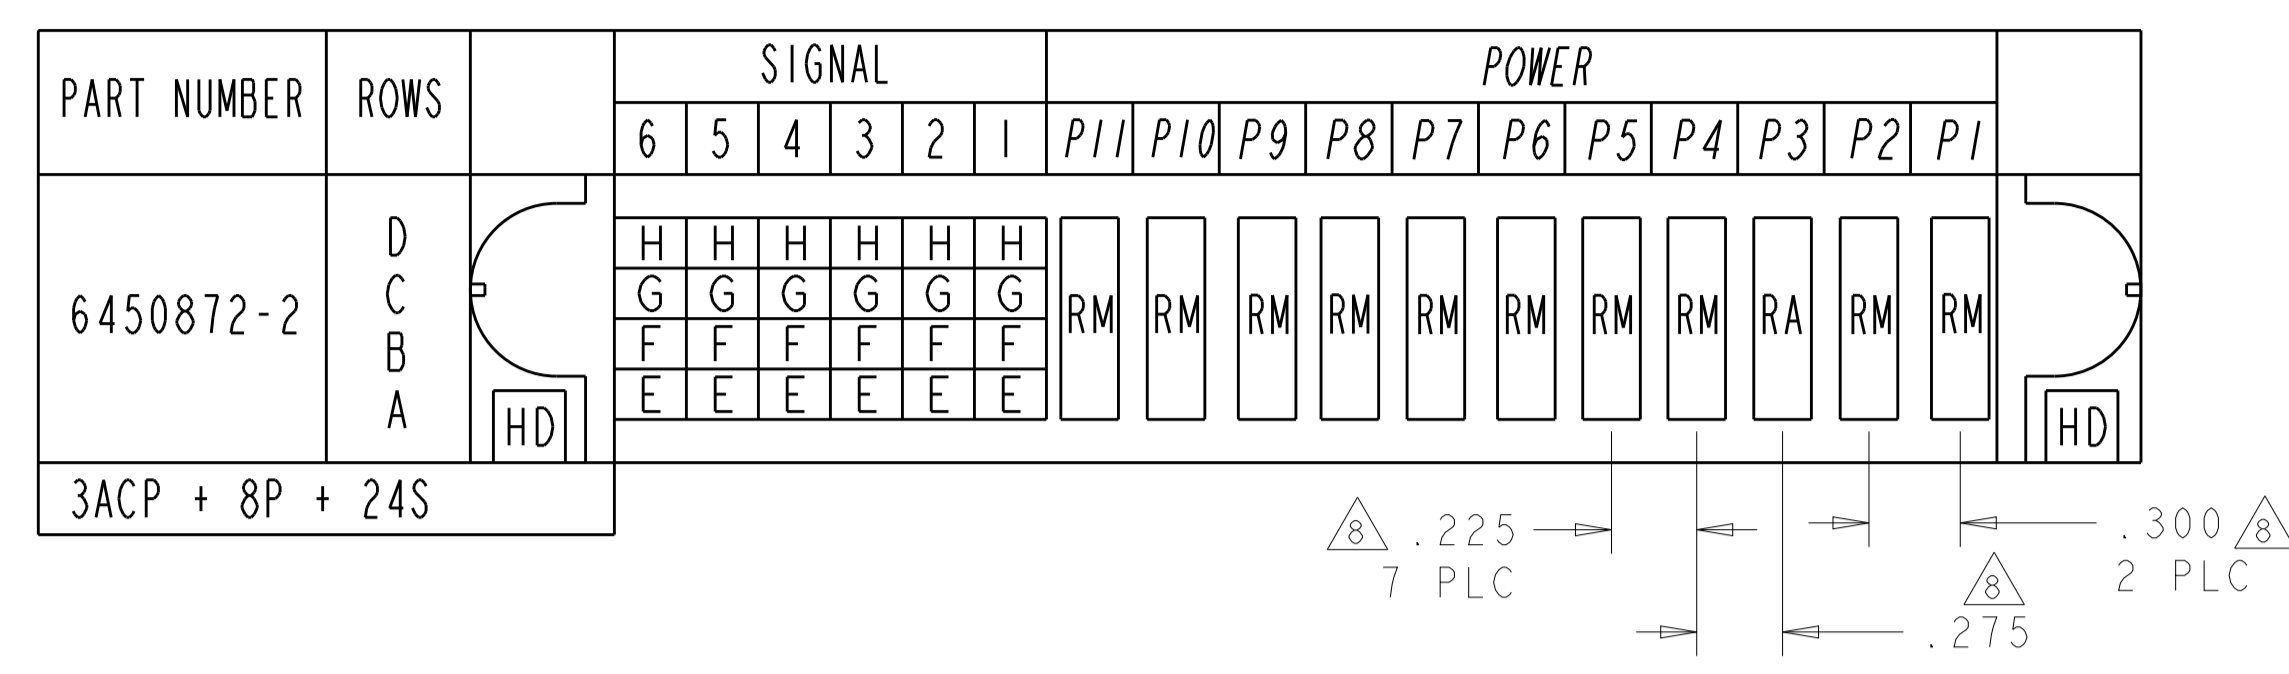 PART NUMBER ROWS SIGNAL POWER
6 5 4 3 2 1 P11 P10 P9 P8 P7 P6 P5 P4 P3 P2 P1
6450872-2
D
C
B
A
HD
H H H H H H
G G G G G G
F F F F F F
E E E E E E
RM RM RM RM RM RM RM RM RA RM RM
HD
3ACP + 8P + 24S
8 .225
7 PLC
.300 8
2 PLC
8
.275